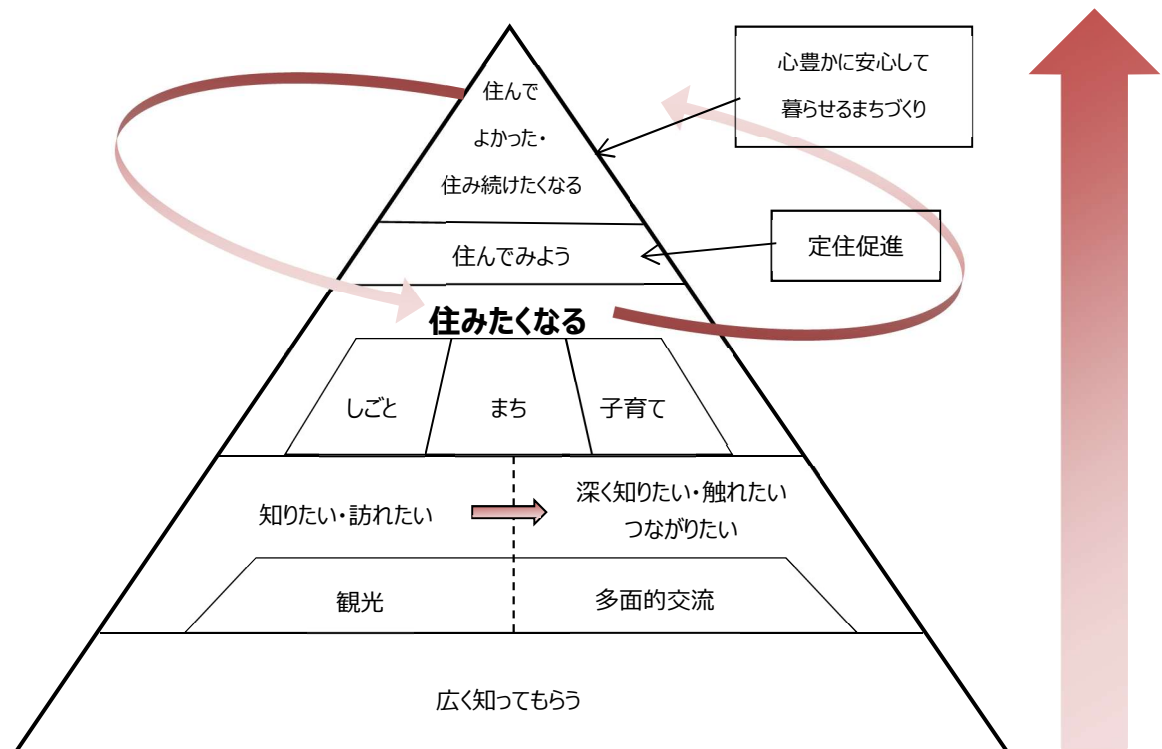 住んで
よかった・
住み続けたくなる
心豊かに安心して
暮らせるまちづくり
住んでみよう
定住促進
住みたくなる
しごと
まち
子育て
知りたい・訪れたい
深く知りたい・触れたい
つながりたい
観光
多面的交流
広く知ってもらう